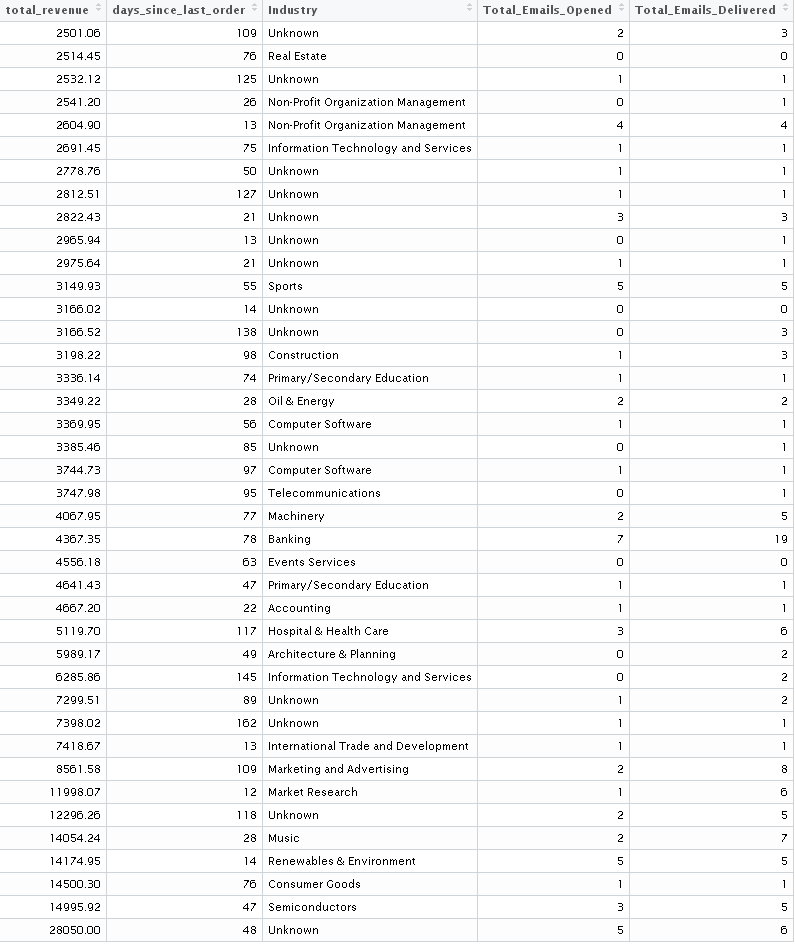 total_revenue days_since_last_order Industry Total_Emails_Opened Total_Emails_Delivered
2501.06 109 Unknown 2 3
2514.45 76 Real Estate 0 0
2532.12 125 Unknown 1 1
2541.20 26 Non-Profit Organization Management 0 1
2604.90 13 Non-Profit Organization Management 4 4
2691.45 75 Information Technology and Services 1 1
2778.76 50 Unknown 1 1
2812.51 127 Unknown 1 1
2822.43 21 Unknown 3 3
2965.94 13 Unknown 0 1
2975.64 21 Unknown 1 1
3149.93 55 Sports 5 5
3166.02 14 Unknown 0 0
3166.52 138 Unknown 0 3
3198.22 98 Construction 1 3
3336.14 74 Primary/Secondary Education 1 1
3349.22 28 Oil & Energy 2 2
3369.95 56 Computer Software 1 1
3385.46 85 Unknown 0 1
3744.73 97 Computer Software 1 1
3747.98 95 Telecommunications 0 1
4067.95 77 Machinery 2 5
4367.35 78 Banking 7 19
4556.18 63 Events Services 0 0
4641.43 47 Primary/Secondary Education 1 1
4667.20 22 Accounting 1 1
5119.70 117 Hospital & Health Care 3 6
5989.17 49 Architecture & Planning 0 2
6285.86 145 Information Technology and Services 0 2
7299.51 89 Unknown 1 2
7398.02 162 Unknown 1 1
7418.67 13 International Trade and Development 1 1
8561.58 109 Marketing and Advertising 2 8
11998.07 12 Market Research 1 6
12296.26 118 Unknown 2 5
14054.24 28 Music 2 7
14174.95 14 Renewables & Environment 5 5
14500.30 76 Consumer Goods 1 1
14995.92 47 Semiconductors 3 5
28050.00 48 Unknown 5 6